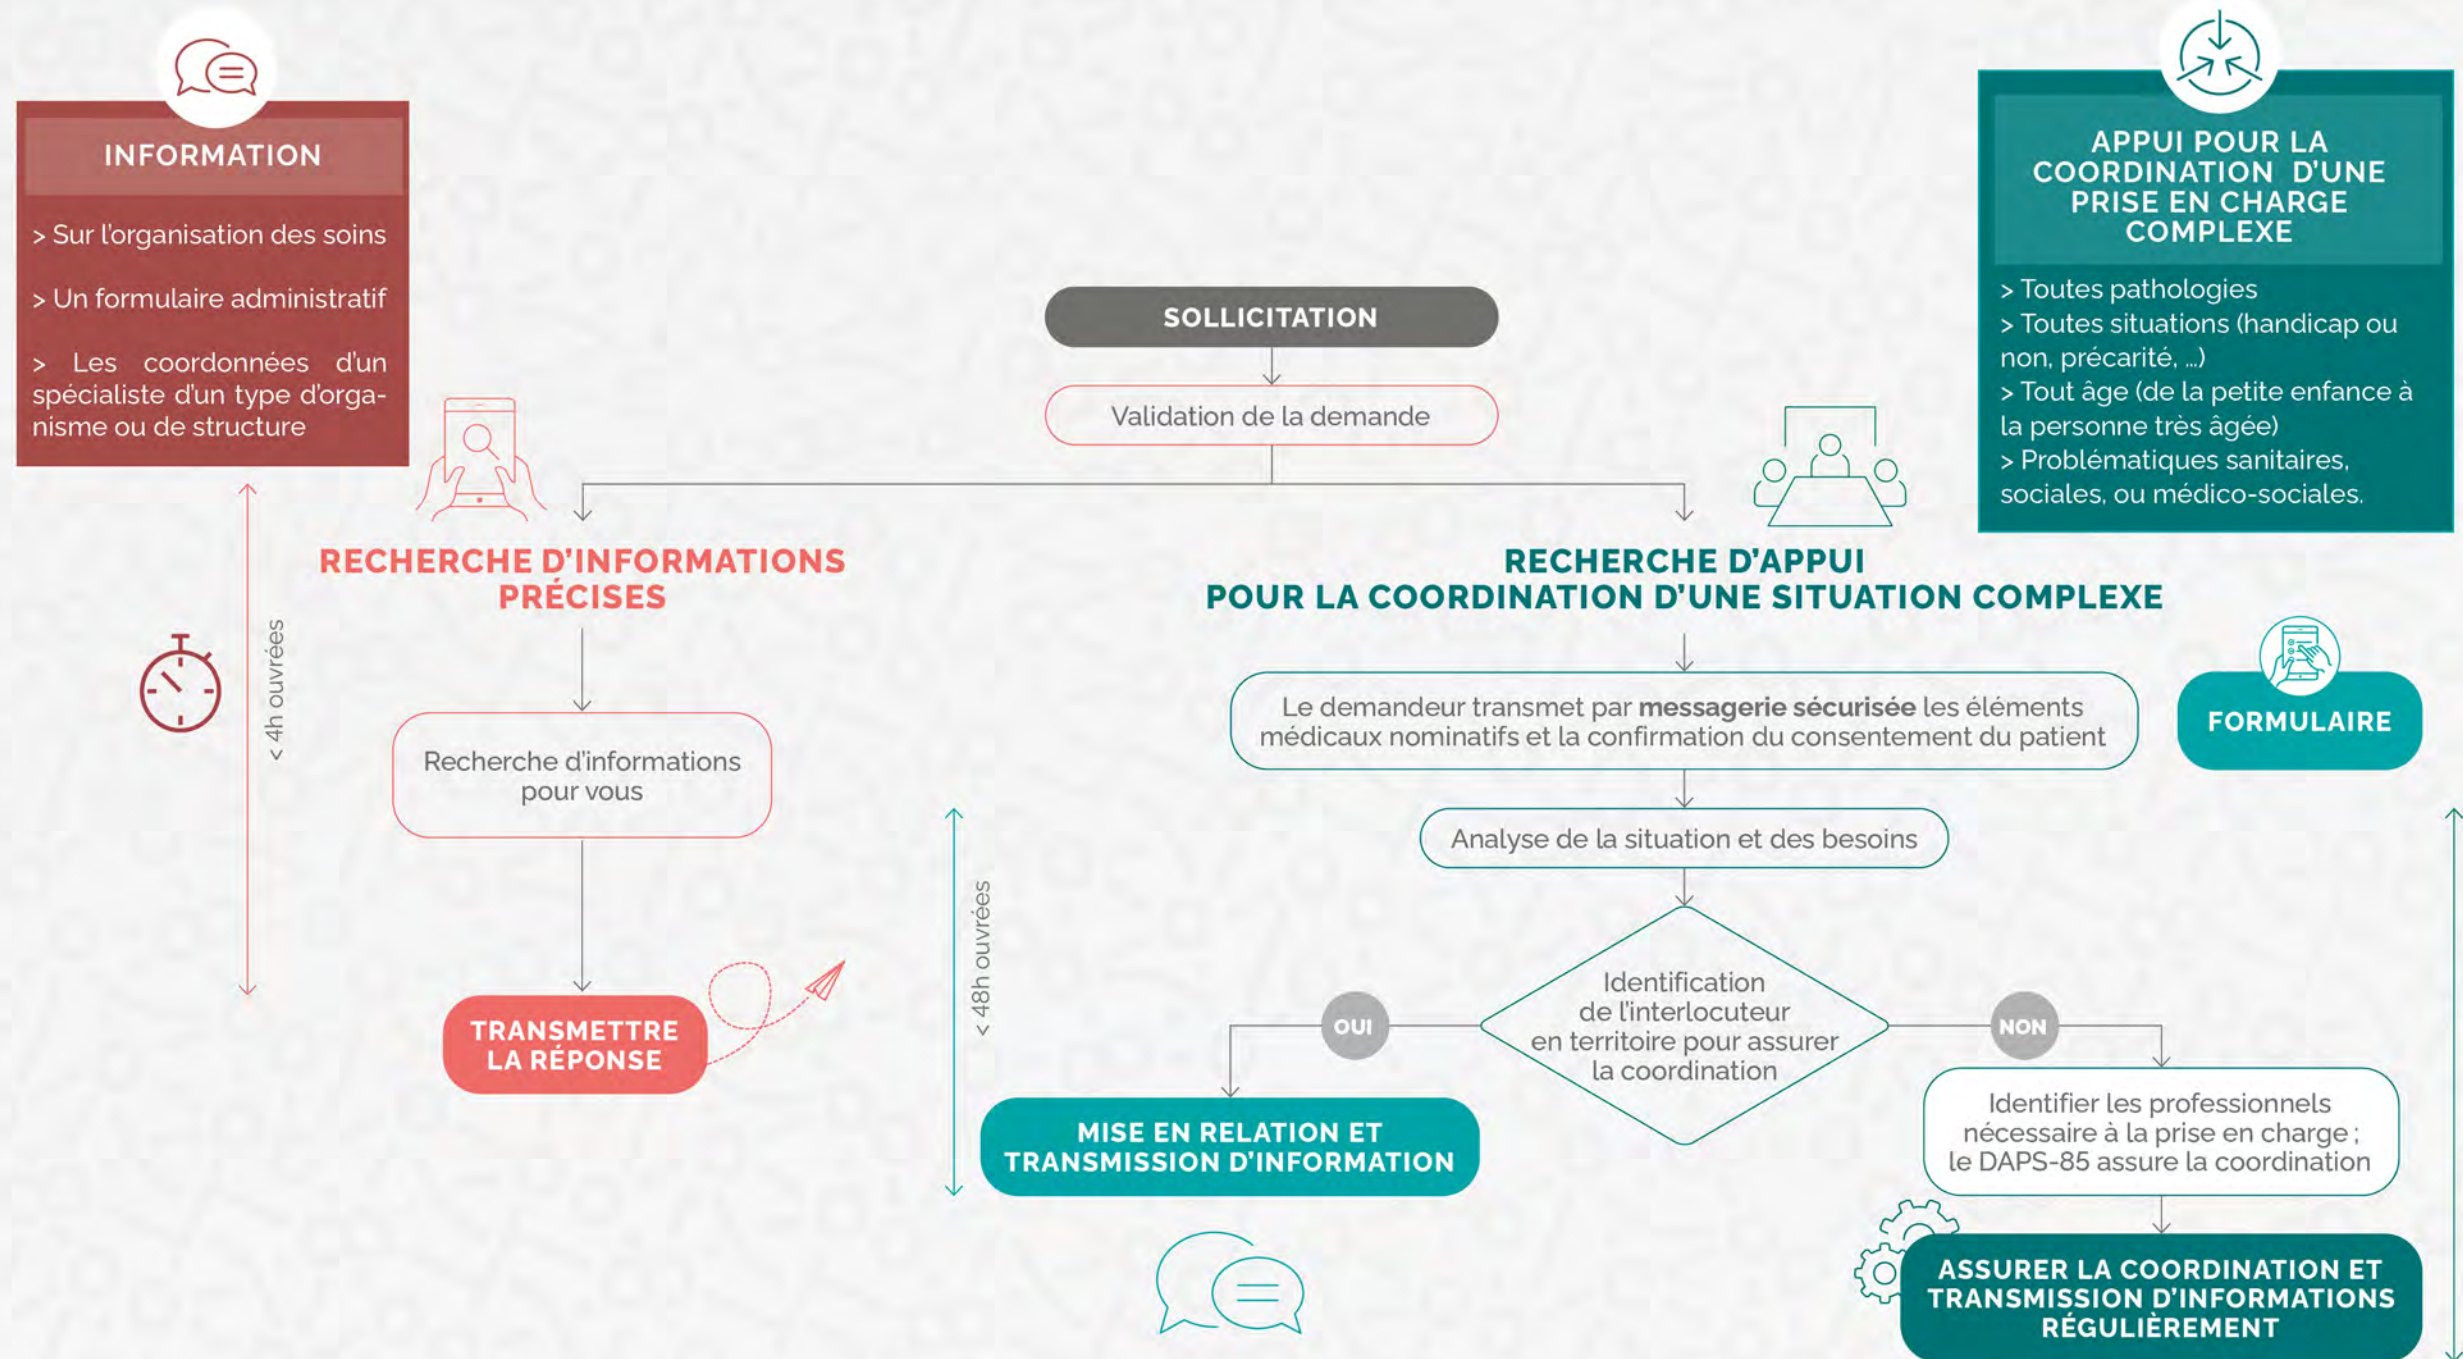 INFORMATION
> Sur l'organisation des soins
> Un formulaire administratif
> Les coordonnées d'un
spécialiste d'un type d'orga-
nisme ou de structure
APPUI POUR LA
COORDINATION D'UNE
PRISE EN CHARGE
COMPLEXE
> Toutes pathologies
> Toutes situations (handicap ou
non, précarité, ...)
> Tout âge (de la petite enfance à
la personne très âgée)
> Problématiques sanitaires,
sociales, ou médico-sociales.
SOLLICITATION
Validation de la demande
RECHERCHE D'INFORMATIONS
PRÉCISES
< 4h ouvrées
Recherche d'informations
pour vous
TRANSMETTRE
LA RÉPONSE
RECHERCHE D'APPUI
POUR LA COORDINATION D'UNE SITUATION COMPLEXE
Le demandeur transmet par messagerie sécurisée les éléments
médicaux nominatifs et la confirmation du consentement du patient
FORMULAIRE
Analyse de la situation et des besoins
< 48h ouvrées
Identification
de l'interlocuteur
en territoire pour assurer
la coordination
OUI
NON
MISE EN RELATION ET
TRANSMISSION D'INFORMATION
Identifier les professionnels
nécessaire à la prise en charge ;
le DAPS-85 assure la coordination
ASSURER LA COORDINATION ET
TRANSMISSION D'INFORMATIONS
RÉGULIÈREMENT